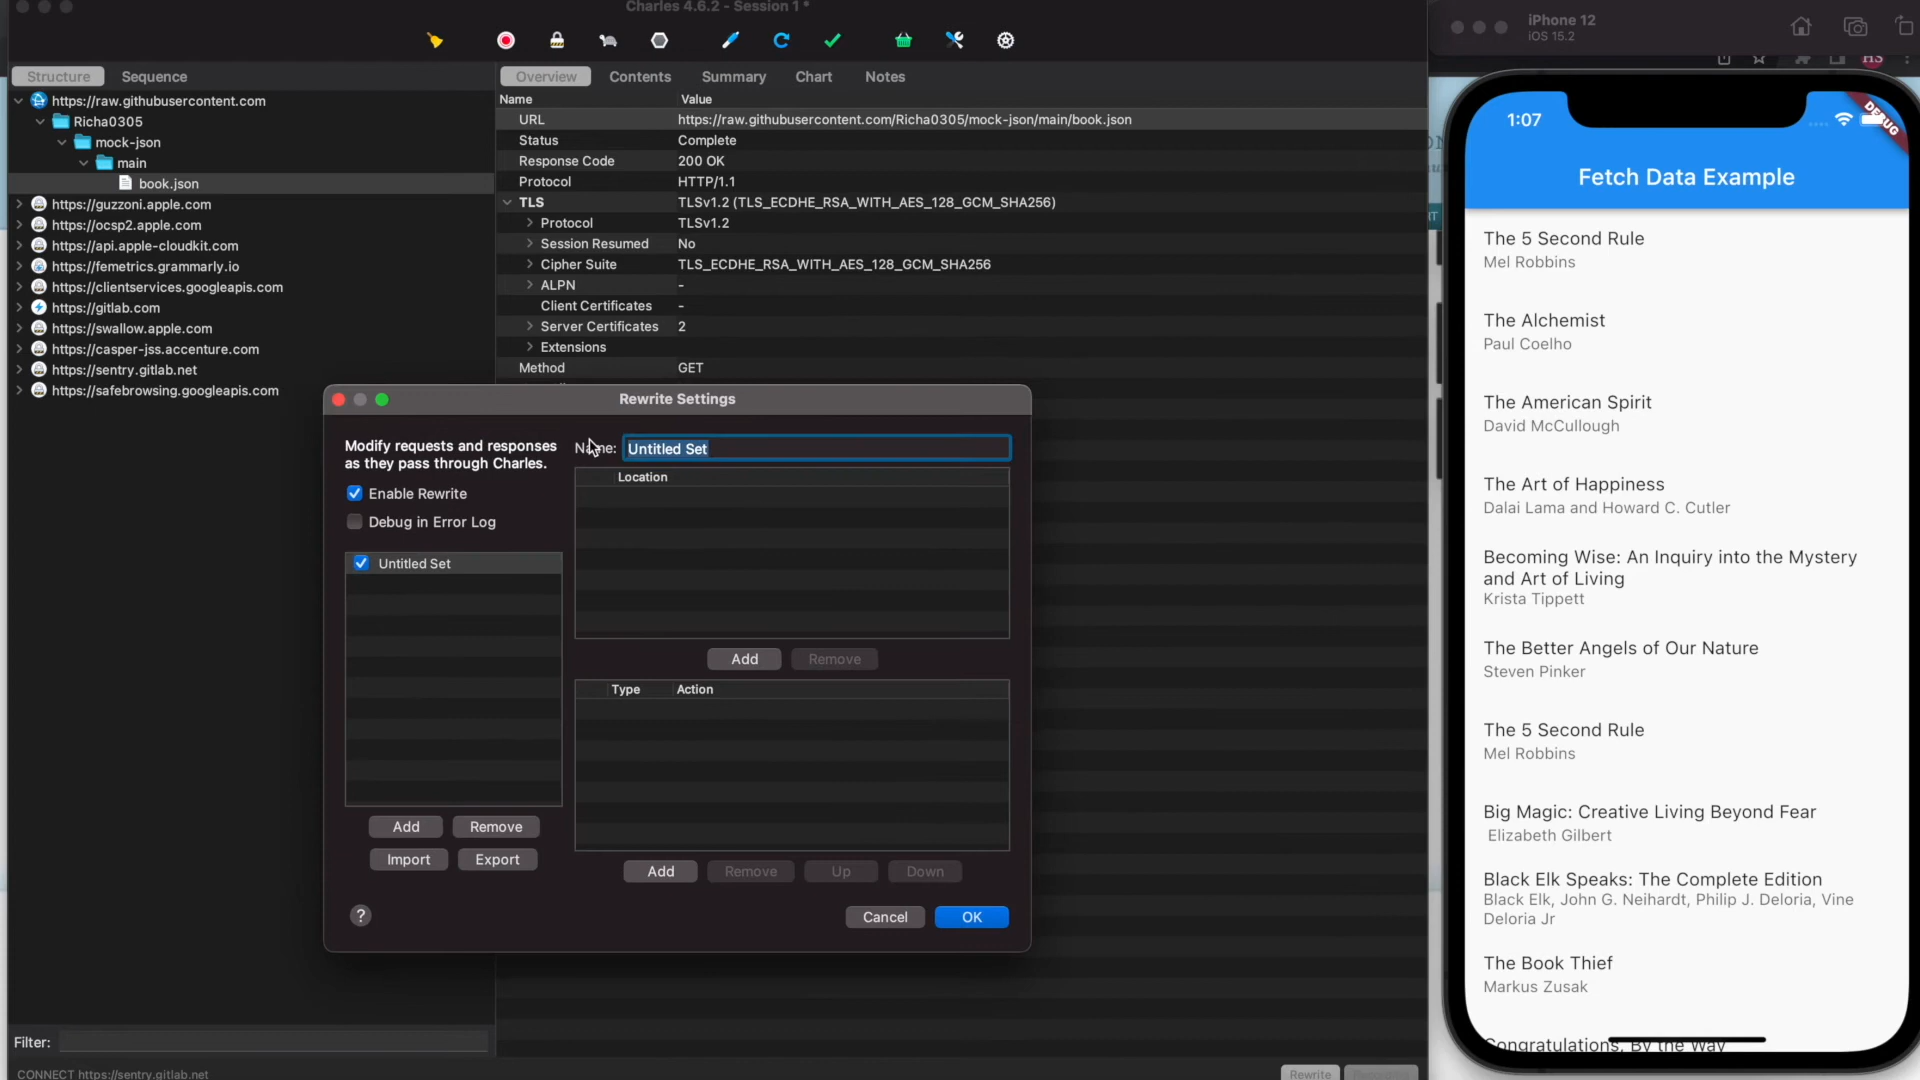 Charles 4.6.2 - Session 1 *
Structure
Sequence
https://raw.githubusercontent.com
Richa0305
mock-json
main
book.json
https://guzzoni.apple.com
https://ocsp2.apple.com
https://api.apple-cloudkit.com
https://femetrics.grammarly.io
https://clientservices.googleapis.com
https://gitlab.com
https://swallow.apple.com
https://casper-jss.accenture.com
https://sentry.gitlab.net
https://safebrowsing.googleapis.com
Filter:
CONNECT https://sentry.gitlab.net
Overview
Contents
Summary
Chart
Notes
Name Value
URL https://raw.githubusercontent.com/Richa0305/mock-json/main/book.json
Status Complete
Response Code 200 OK
Protocol HTTP/1.1
TLS TLSv1.2 (TLS_ECDHE_RSA_WITH_AES_128_GCM_SHA256)
Protocol TLSv1.2
Session Resumed No
Cipher Suite TLS_ECDHE_RSA_WITH_AES_128_GCM_SHA256
ALPN -
Client Certificates -
Server Certificates 2
Extensions
Method GET
Rewrite Settings
Modify requests and responses
as they pass through Charles.
Enable Rewrite
Debug in Error Log
Untitled Set
Add
Remove
Import
Export
Name: Untitled Set
Location
Add
Remove
Type Action
Add
Remove
Up
Down
?
Cancel
OK
Rewrite
iPhone 12
iOS 15.2
HS
1:07
DEBUG
Fetch Data Example
The 5 Second Rule
Mel Robbins
The Alchemist
Paul Coelho
The American Spirit
David McCullough
The Art of Happiness
Dalai Lama and Howard C. Cutler
Becoming Wise: An Inquiry into the Mystery
and Art of Living
Krista Tippett
The Better Angels of Our Nature
Steven Pinker
The 5 Second Rule
Mel Robbins
Big Magic: Creative Living Beyond Fear
Elizabeth Gilbert
Black Elk Speaks: The Complete Edition
Black Elk, John G. Neihardt, Philip J. Deloria, Vine
Deloria Jr
The Book Thief
Markus Zusak
Congratulations, By the Way